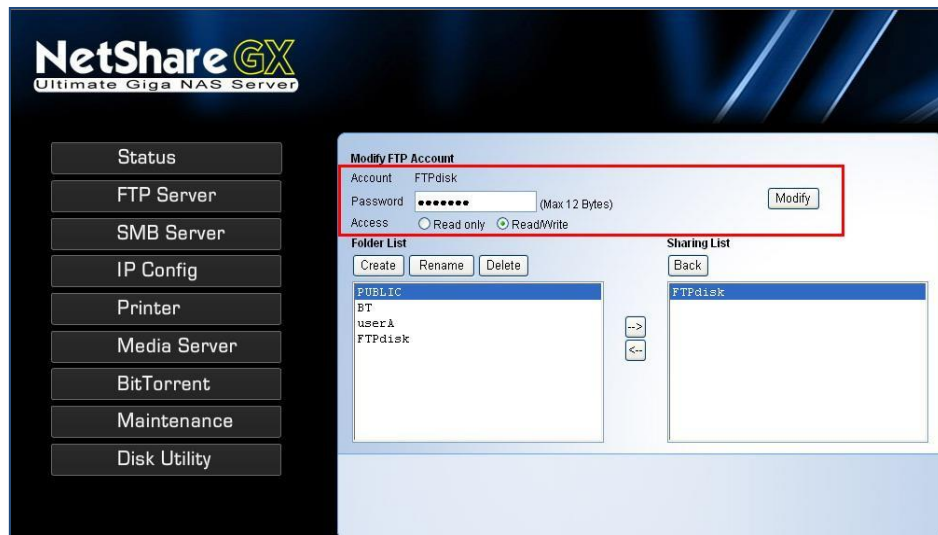 NetShare GX
Ultimate Giga NAS Server
Status
FTP Server
SMB Server
IP Config
Printer
Media Server
BitTorrent
Maintenance
Disk Utility
Modify FTP Account
Account FTPdisk
Password ••••••• (Max 12 Bytes) Modify
Access Read only Read/Write
Folder List Sharing List
Create Rename Delete Back
PUBLIC FTPdisk
BT
userA -->
FTPdisk <--